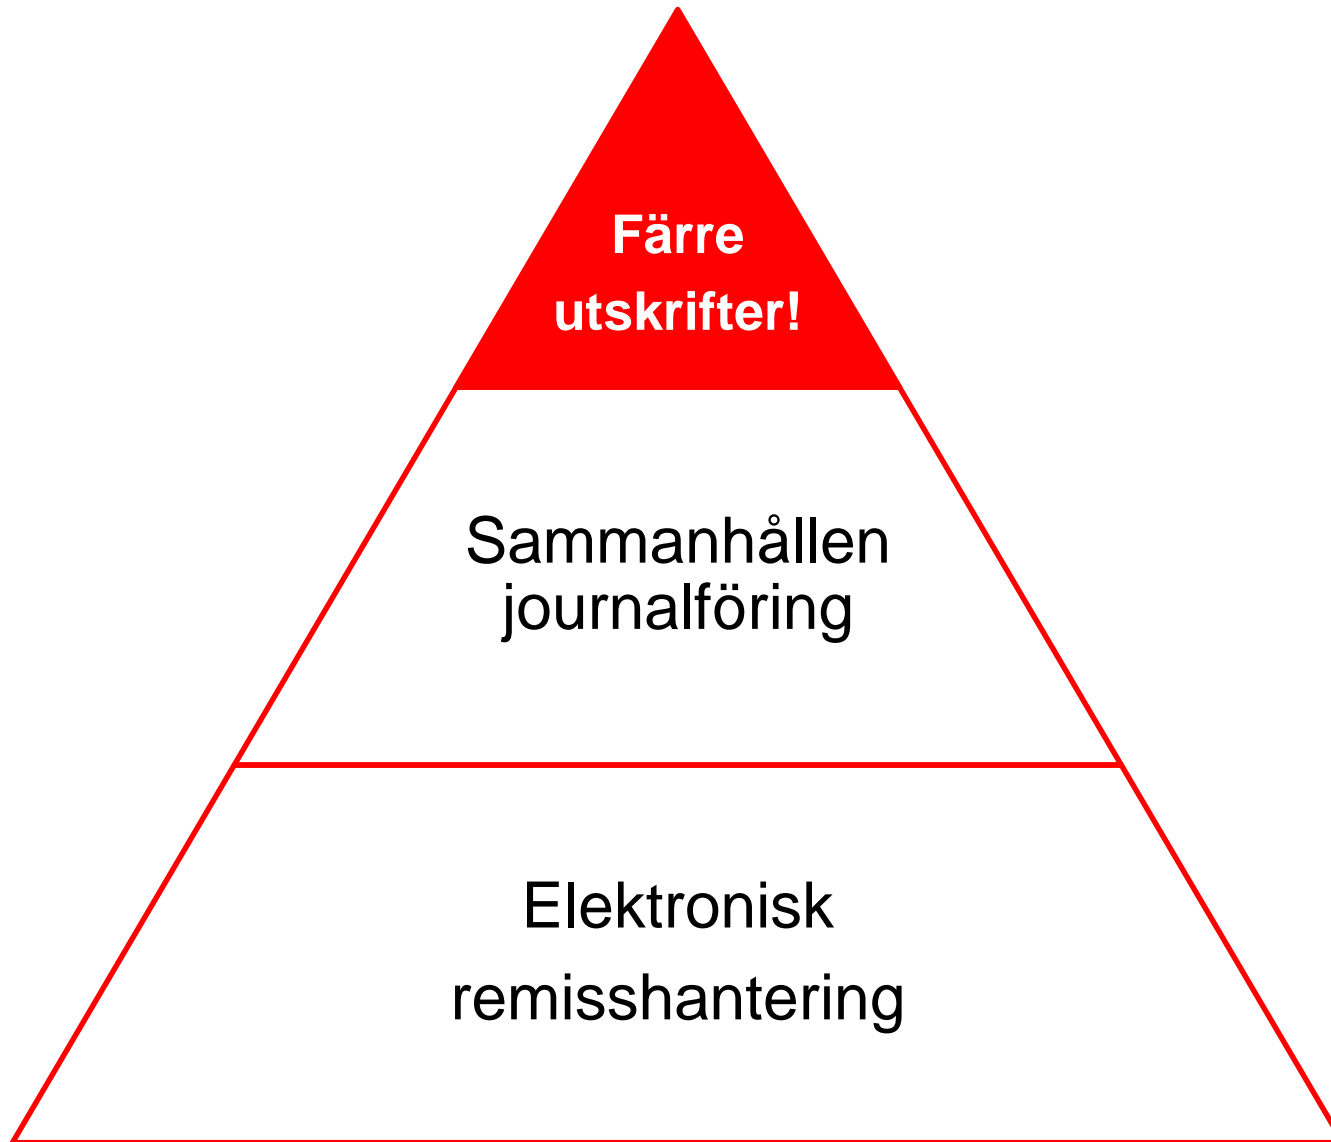 Färre
utskrifter!
Sammanhållen
journalföring
Elektronisk
remisshantering